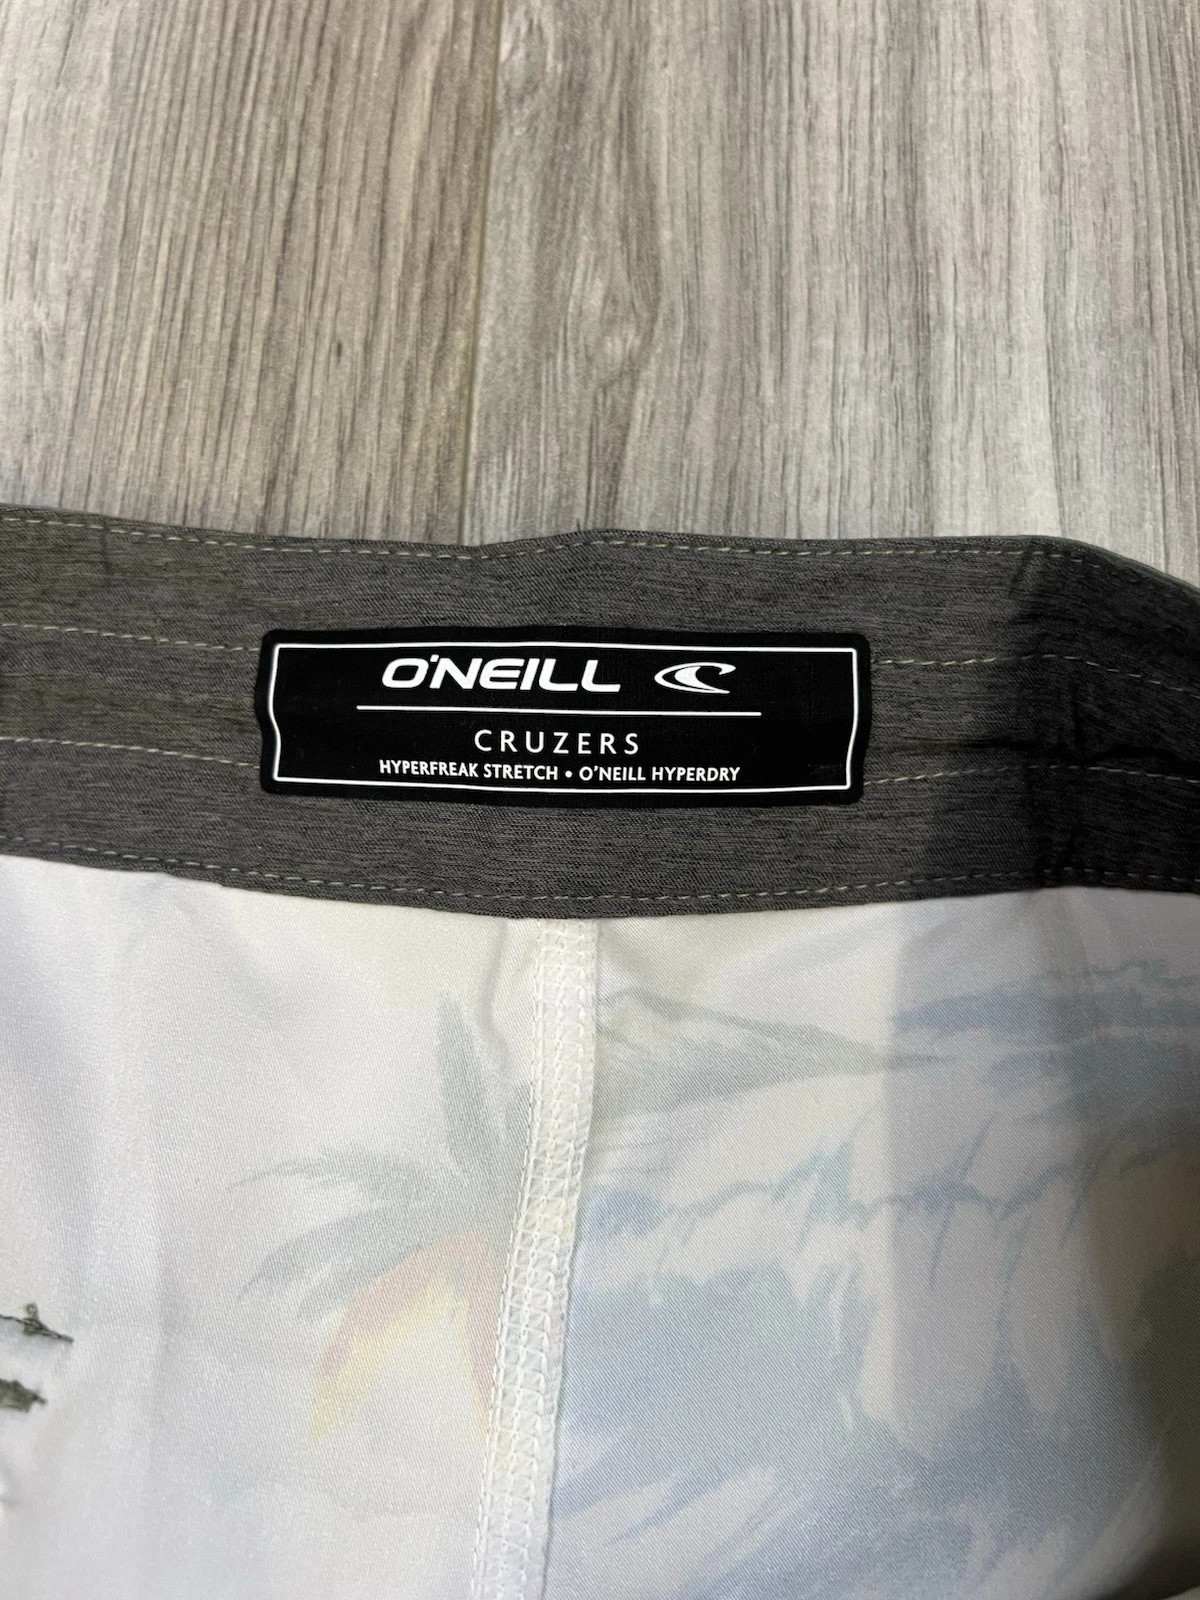 O'NEILL
CRUZERS
HYPERFREAK STRETCH • O'NEILL HYPERDRY